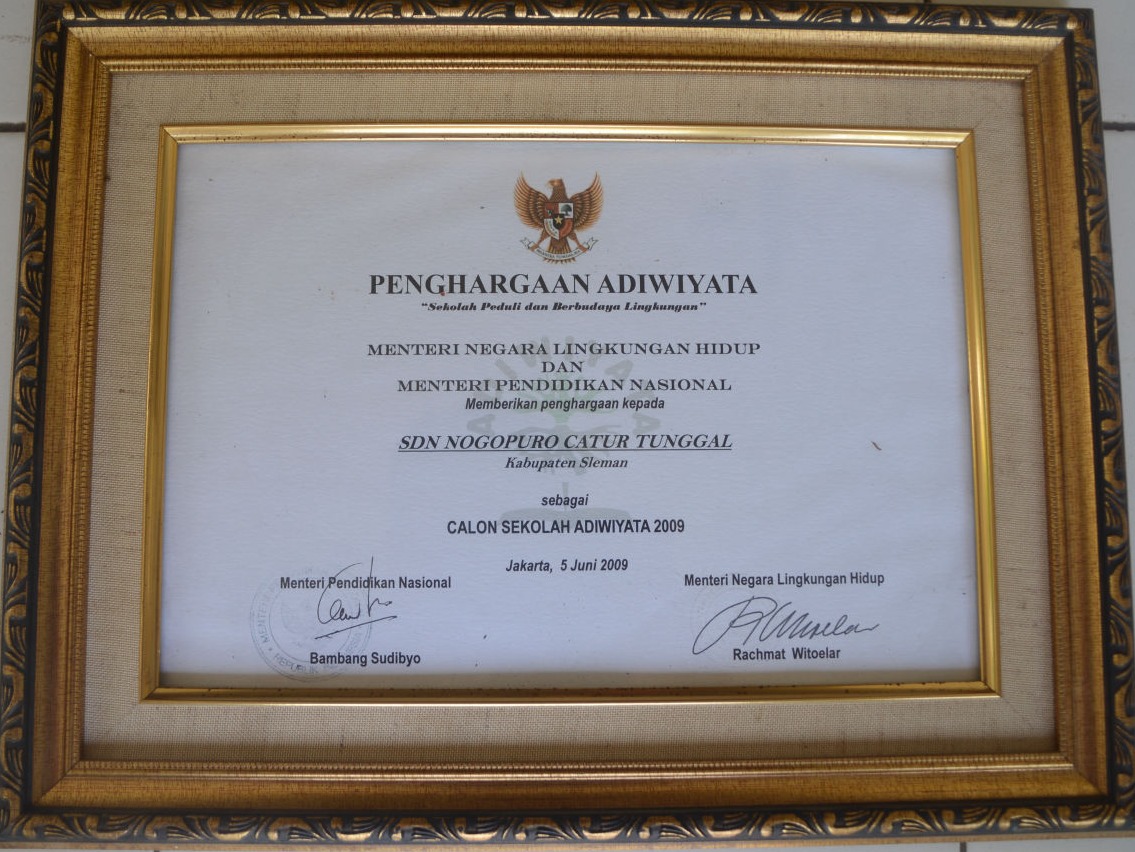 PENGHARGAAN ADIWIYATA
"Sekolah Peduli dan Berbudaya Lingkungan"
MENTERI NEGARA LINGKUNGAN HIDUP
DAN
MENTERI PENDIDIKAN NASIONAL
Memberikan penghargaan kepada
SDN NOGOPURO CATUR TUNGGAL
Kabupaten Sleman
sebagai
CALON SEKOLAH ADIWIYATA 2009
Jakarta, 5 Juni 2009
Menteri Pendidikan Nasional
Bambang Sudibyo
Menteri Negara Lingkungan Hidup
Rachmat Witoelar